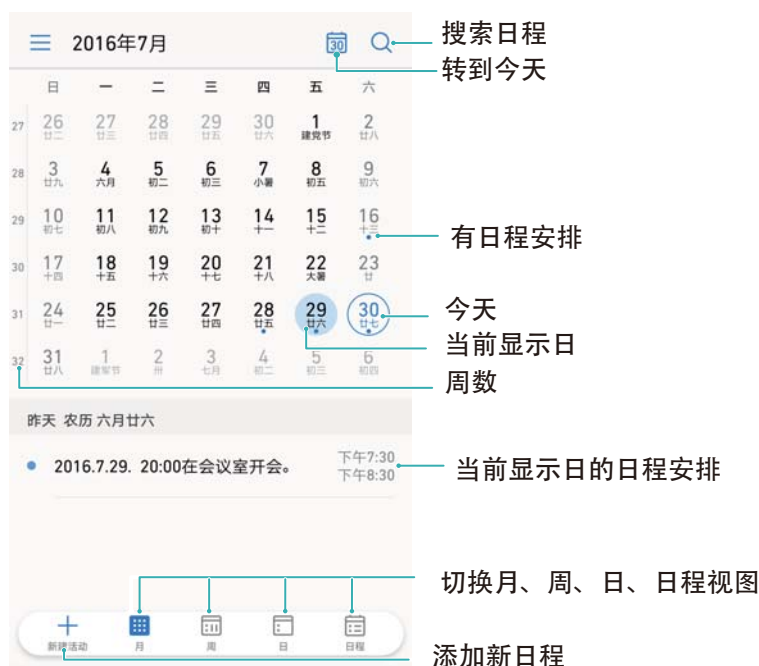 2016年7月 30 搜索日程
转到今天
日 一 二 三 四 五 六
27 26 27 28 29 30 1 2
廿二 廿三 廿四 廿五 廿六 建党节 廿八
28 3 4 5 6 7 8 9
廿九 六月 初二 初三 小暑 初五 初六
29 10 11 12 13 14 15 16
初七 初八 初九 初十 十一 十二 十三
有日程安排
30 17 18 19 20 21 22 23
十四 十五 十六 十七 十八 大暑 廿
31 24 25 26 27 28 29 30 今天
廿一 廿二 廿三 廿四 廿五 廿六 廿七
当前显示日
32 31 1 2 3 4 5 6
廿八 建军节 卅 七月 初二 初三 初四
周数
昨天 农历 六月廿六
2016.7.29. 20:00在会议室开会。 下午7:30
下午8:30
当前显示日的日程安排
切换月、周、日、日程视图
新建活动 月 周 日 日程
添加新日程